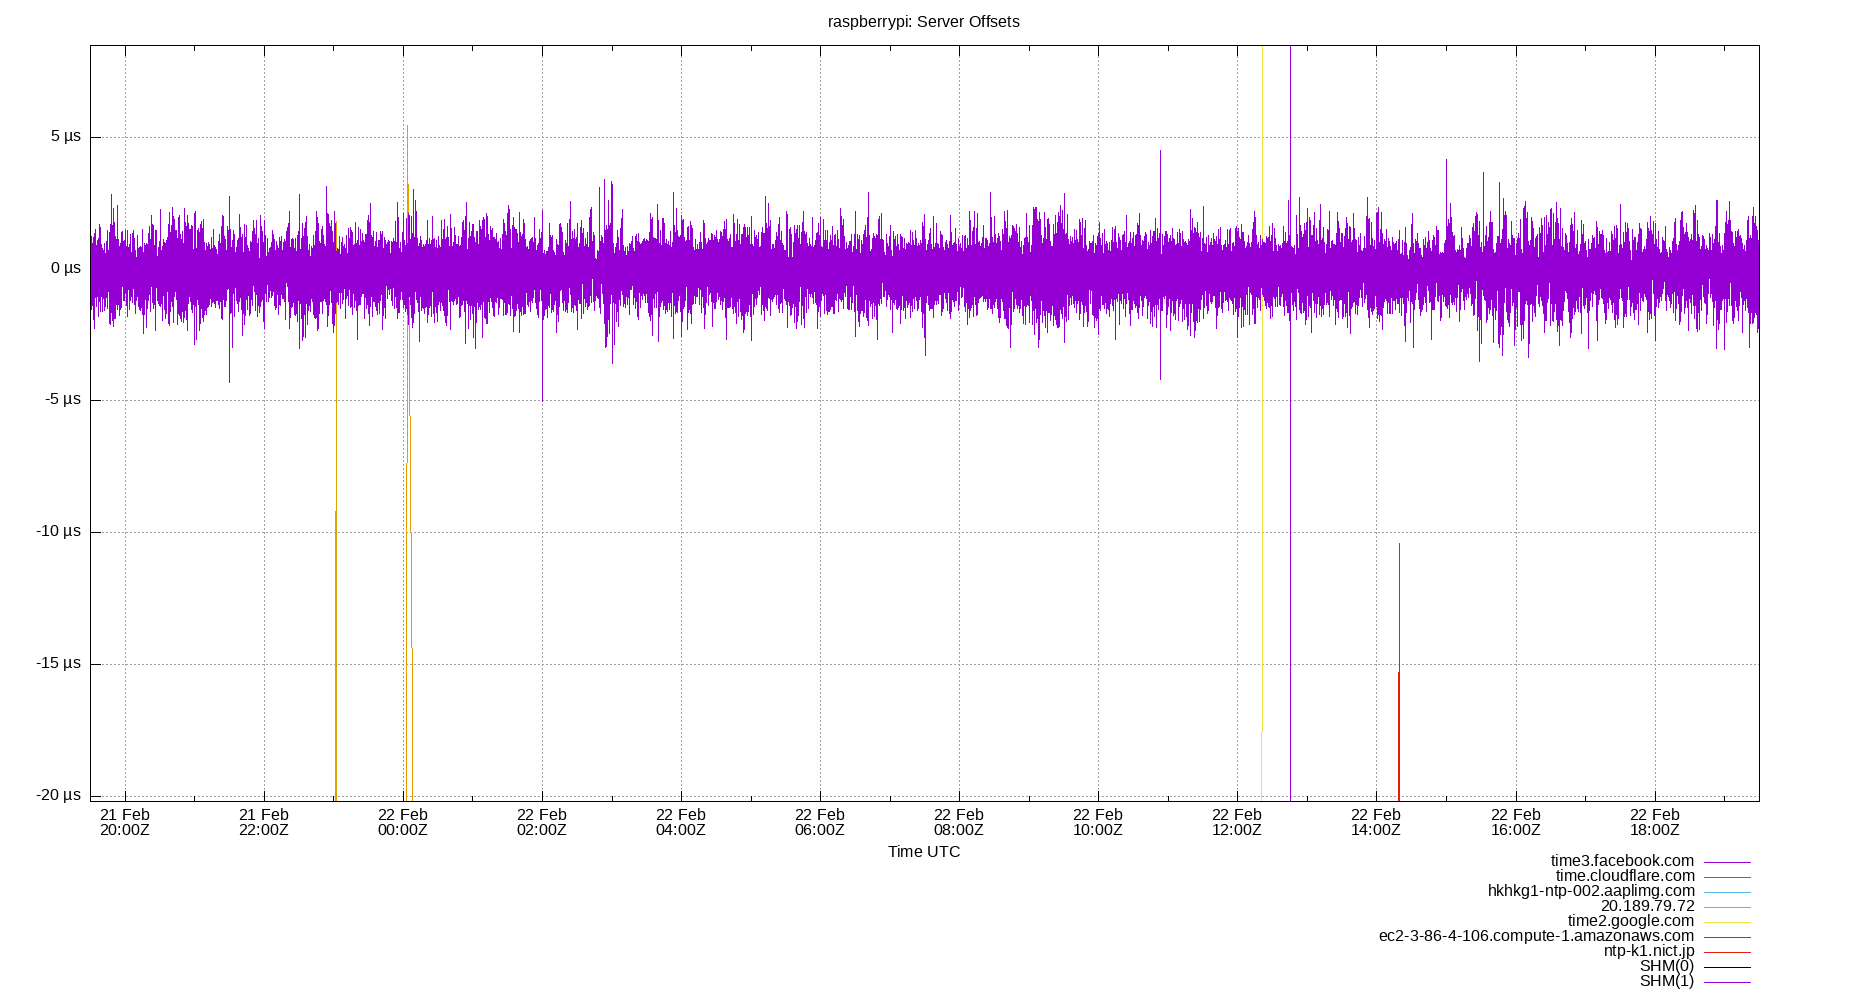 raspberrypi: Server Offsets
5 µs
0 µs
-5 µs
-10 µs
-15 µs
-20 µs
21 Feb 21 Feb 22 Feb 22 Feb 22 Feb 22 Feb 22 Feb 22 Feb 22 Feb 22 Feb 22 Feb 22 Feb
20:00Z 22:00Z 00:00Z 02:00Z 04:00Z 06:00Z 08:00Z 10:00Z 12:00Z 14:00Z 16:00Z 18:00Z
Time UTC
time3.facebook.com
time.cloudflare.com
hkhkg1-ntp-002.aaplimg.com
20.189.79.72
time2.google.com
ec2-3-86-4-106.compute-1.amazonaws.com
ntp-k1.nict.jp
SHM(0)
SHM(1)